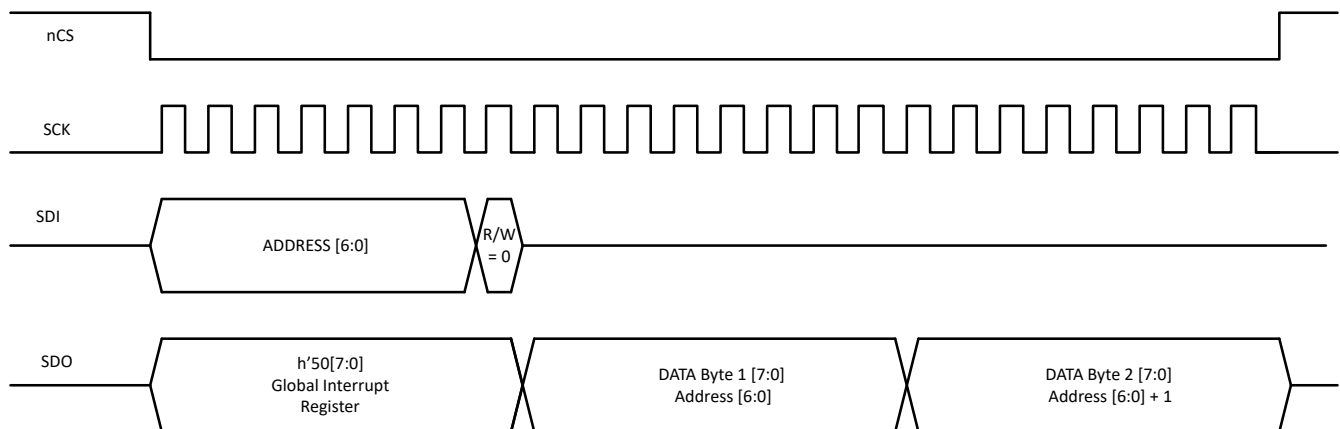 nCS
SCK
SDI
ADDRESS [6:0]
R/W
= 0
SDO
h’50[7:0]
Global Interrupt
Register
DATA Byte 1 [7:0]
Address [6:0]
DATA Byte 2 [7:0]
Address [6:0] + 1